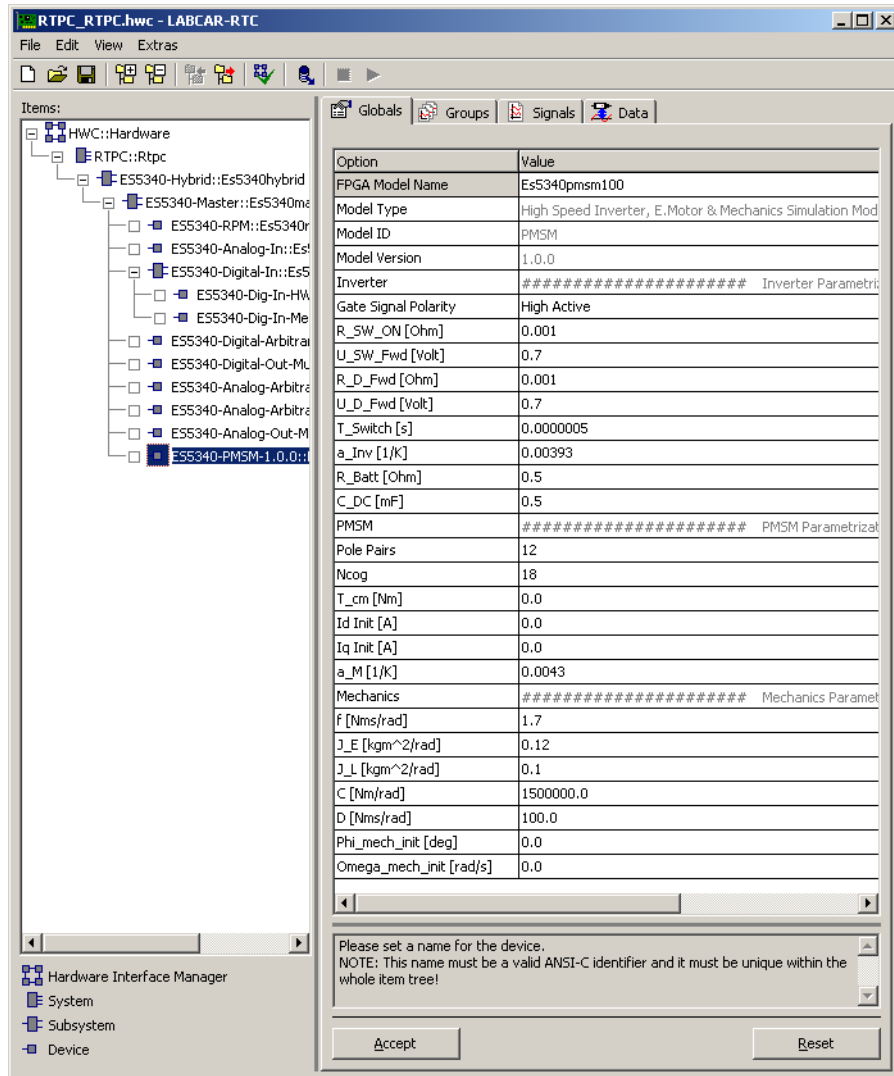 RTPC_RTPC.hwc - LABCAR-RTC
File Edit View Extras
Items:
HWC::Hardware
RTPC::Rtpc
ES5340-Hybrid::Es5340hybrid
ES5340-Master::Es5340ma
ES5340-RPM::Es5340r
ES5340-Analog-In::Es!
ES5340-Digital-In::Es5
ES5340-Dig-In-HW
ES5340-Dig-In-Me
ES5340-Digital-Arbitrar
ES5340-Digital-Out-Mu
ES5340-Analog-Arbitra
ES5340-Analog-Arbitra
ES5340-Analog-Out-M
ES5340-PMSM-1.0.0::
Hardware Interface Manager
System
Subsystem
Device
Globals Groups Signals Data
Option Value
FPGA Model Name Es5340pmsm100
Model Type High Speed Inverter, E.Motor & Mechanics Simulation Mod
Model ID PMSM
Model Version 1.0.0
Inverter ###################### Inverter Parametriz
Gate Signal Polarity High Active
R_SW_ON [Ohm] 0.001
U_SW_Fwd [Volt] 0.7
R_D_Fwd [Ohm] 0.001
U_D_Fwd [Volt] 0.7
T_Switch [s] 0.0000005
a_Inv [1/K] 0.00393
R_Batt [Ohm] 0.5
C_DC [mF] 0.5
PMSM ###################### PMSM Parametrizat
Pole Pairs 12
Ncog 18
T_cm [Nm] 0.0
Id Init [A] 0.0
Iq Init [A] 0.0
a_M [1/K] 0.0043
Mechanics ###################### Mechanics Paramet
f [Nms/rad] 1.7
J_E [kgm^2/rad] 0.12
J_L [kgm^2/rad] 0.1
C [Nm/rad] 1500000.0
D [Nms/rad] 100.0
Phi_mech_init [deg] 0.0
Omega_mech_init [rad/s] 0.0
Please set a name for the device.
NOTE: This name must be a valid ANSI-C identifier and it must be unique within the
whole item tree!
Accept Reset